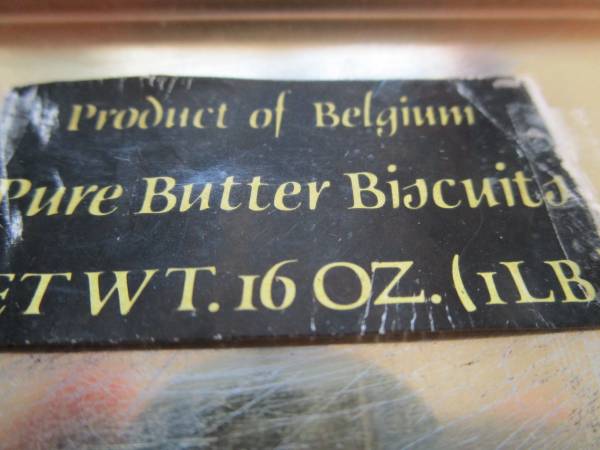 Product of Belgium
Pure Butter Biscuits
ET WT. 16 OZ. (1LB